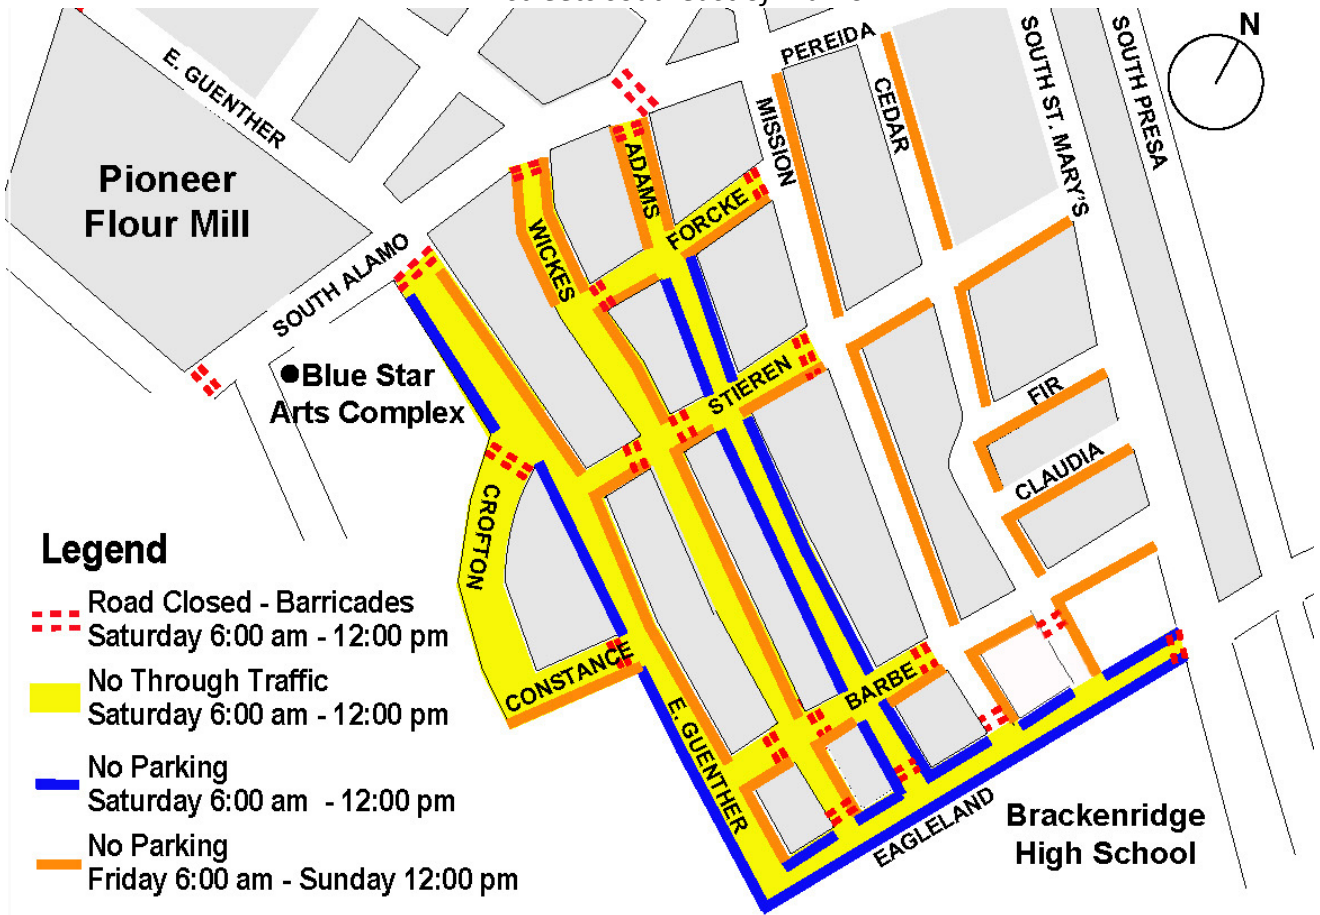 N
PEREIDA
E. GUENTHER
SOUTH ST. MARY'S
SOUTH PRESA
CEDAR
MISSION
ADAMS
Pioneer
Flour Mill
FORCKE
WICKES
SOUTH ALAMO
Blue Star
Arts Complex
STIEREN
FIR
CLAUDIA
CROFTON
Legend
Road Closed - Barricades
Saturday 6:00 am - 12:00 pm
No Through Traffic
Saturday 6:00 am - 12:00 pm
CONSTANCE
BARBE
E. GUENTHER
No Parking
Saturday 6:00 am - 12:00 pm
EAGLELAND
Brackenridge
High School
No Parking
Friday 6:00 am - Sunday 12:00 pm